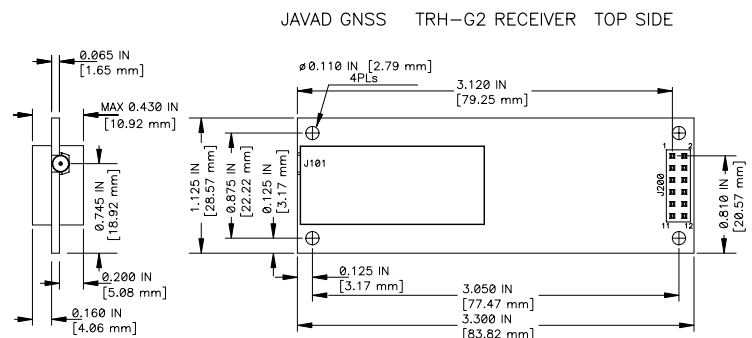 JAVAD GNSS TRH-G2 RECEIVER TOP SIDE
0.065 IN
[1.65 mm]
MAX 0.430 IN
[10.92 mm]
0.745 IN
[18.92 mm]
0.200 IN
[5.08 mm]
0.160 IN
[4.06 mm]
ø0.110 IN [2.79 mm]
4PLs
3.120 IN
[79.25 mm]
1.125 IN
[28.57 mm]
0.875 IN
[22.22 mm]
0.125 IN
[3.17 mm]
J101
1 2
J200
11 12
0.810 IN
[20.57 mm]
0.125 IN
[3.17 mm]
3.050 IN
[77.47 mm]
3.300 IN
[83.82 mm]